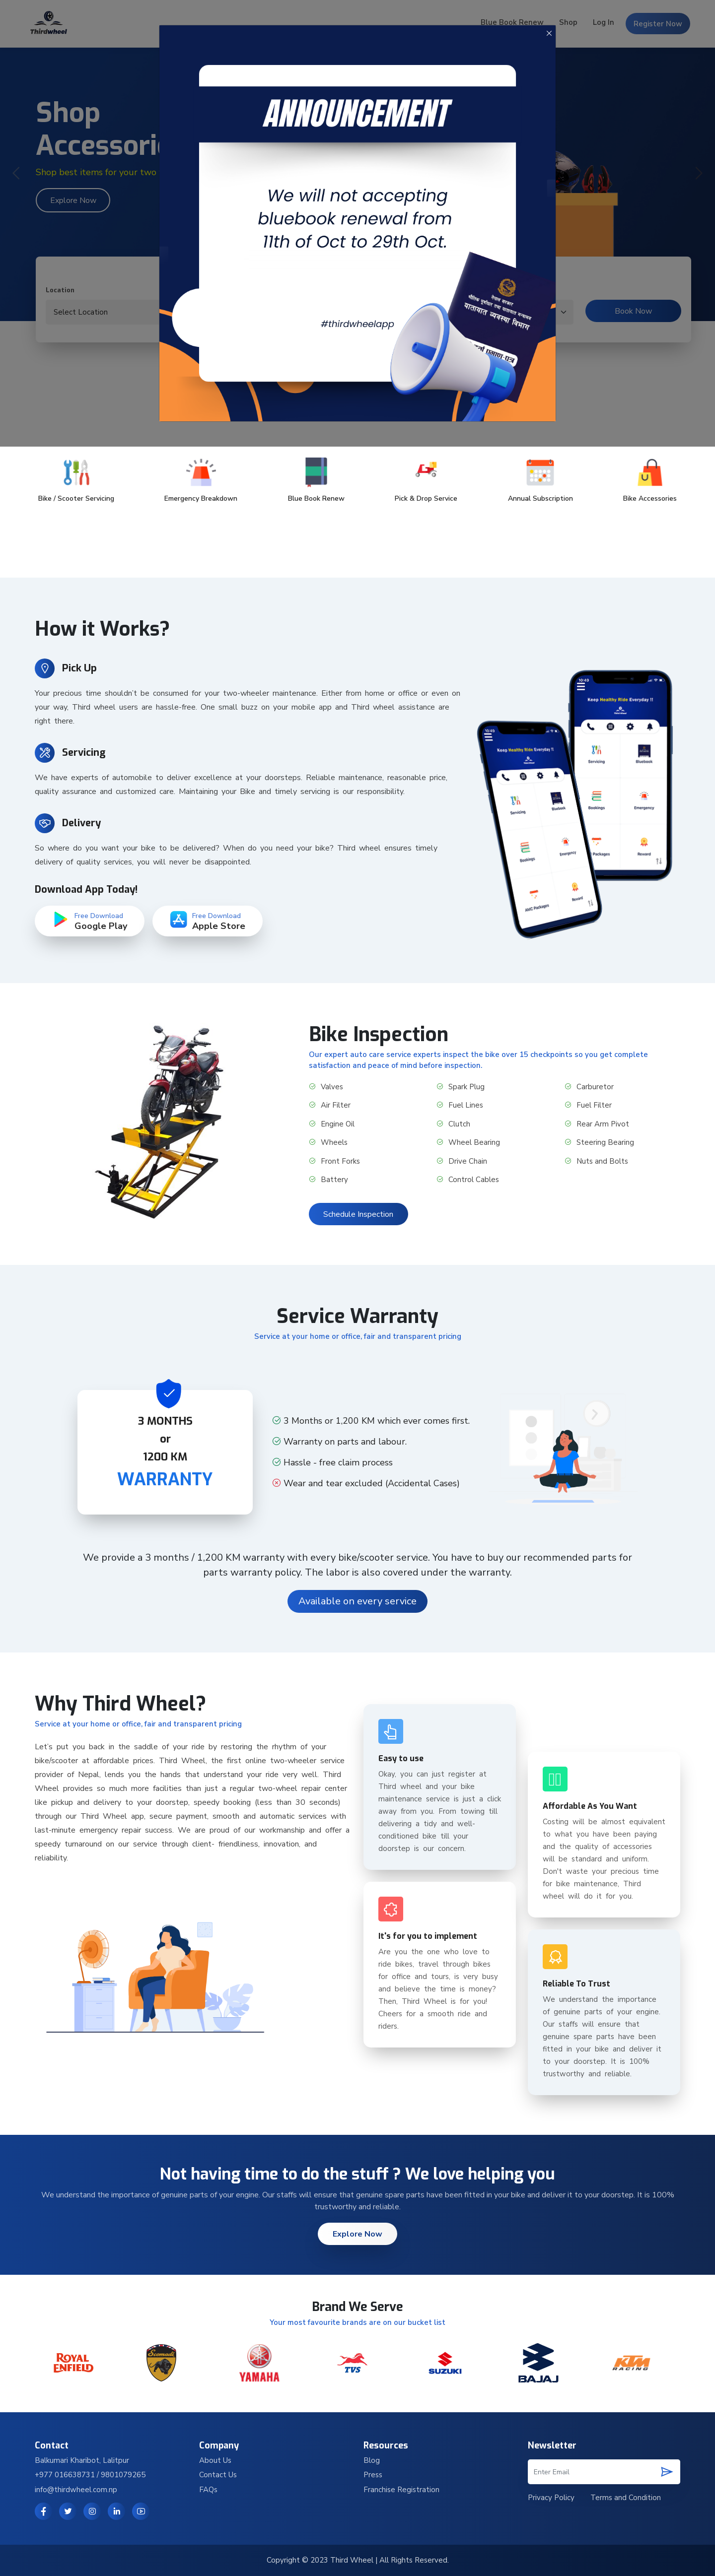 Thirdwheel
Blue Book Renew
Shop
Log In
Register Now
ANNOUNCEMENT
We will not accepting
bluebook renewal from
11th of Oct to 29th Oct.
#thirdwheelapp
नेपाल सरकार
यातायात व्यवस्था विभाग
Shop
Accessori
Shop best items for your two
Explore Now
Location
Select Location
Book Now
Bike / Scooter Servicing
Emergency Breakdown
Blue Book Renew
Pick & Drop Service
Annual Subscription
Bike Accessories
How it Works?
Pick Up
Your precious time shouldn't be consumed for your two-wheeler maintenance. Either from home or office or even on
your way, Third wheel users are hassle-free. One small buzz on your mobile app and Third wheel assistance are
right there.
Servicing
We have experts of automobile to deliver excellence at your doorsteps. Reliable maintenance, reasonable price,
quality assurance and customized care. Maintaining your Bike and timely servicing is our responsibility.
Delivery
So where do you want your bike to be delivered? When do you need your bike? Third wheel ensures timely
delivery of quality services, you will never be disappointed.
Download App Today!
Free Download
Google Play
Free Download
Apple Store
Keep Healthy Ride Everyday !!
Servicing
Bluebook
Bookings
Emergency
Packages
Reward
Keep Healthy Ride Everyday !!
Servicing
Bluebook
Bookings
Emergency
AMC Packages
Reward
Bike Inspection
Our expert auto care service experts inspect the bike over 15 checkpoints so you get complete
satisfaction and peace of mind before inspection.
Valves
Spark Plug
Carburetor
Air Filter
Fuel Lines
Fuel Filter
Engine Oil
Clutch
Rear Arm Pivot
Wheels
Wheel Bearing
Steering Bearing
Front Forks
Drive Chain
Nuts and Bolts
Battery
Control Cables
Schedule Inspection
Service Warranty
Service at your home or office, fair and transparent pricing
3 MONTHS
or
1200 KM
WARRANTY
3 Months or 1,200 KM which ever comes first.
Warranty on parts and labour.
Hassle - free claim process
Wear and tear excluded (Accidental Cases)
We provide a 3 months / 1,200 KM warranty with every bike/scooter service. You have to buy our recommended parts for
parts warranty policy. The labor is also covered under the warranty.
Available on every service
Why Third Wheel?
Service at your home or office, fair and transparent pricing
Let's put you back in the saddle of your ride by restoring the rhythm of your
bike/scooter at affordable prices. Third Wheel, the first online two-wheeler service
provider of Nepal, lends you the hands that understand your ride very well. Third
Wheel provides so much more facilities than just a regular two-wheel repair center
like pickup and delivery to your doorstep, speedy booking (less than 30 seconds)
through our Third Wheel app, secure payment, smooth and automatic services with
last-minute emergency repair success. We are proud of our workmanship and offer a
speedy turnaround on our service through client- friendliness, innovation, and
reliability.
Easy to use
Okay, you can just register at
Third wheel and your bike
maintenance service is just a click
away from you. From towing till
delivering a tidy and well-
conditioned bike till your
doorstep is our concern.
It's for you to implement
Are you the one who love to
ride bikes, travel through bikes
for office and tours, is very busy
and believe the time is money?
Then, Third Wheel is for you!
Cheers for a smooth ride and
riders.
Affordable As You Want
Costing will be almost equivalent
to what you have been paying
and the quality of accessories
will be standard and uniform.
Don't waste your precious time
for bike maintenance, Third
wheel will do it for you.
Reliable To Trust
We understand the importance
of genuine parts of your engine.
Our staffs will ensure that
genuine spare parts have been
fitted in your bike and deliver it
to your doorstep. It is 100%
trustworthy and reliable.
Not having time to do the stuff ? We love helping you
We understand the importance of genuine parts of your engine. Our staffs will ensure that genuine spare parts have been fitted in your bike and deliver it to your doorstep. It is 100%
trustworthy and reliable.
Explore Now
Brand We Serve
Your most favourite brands are on our bucket list
ROYAL
ENFIELD
YAMAHA
TVS
SUZUKI
BAJAJ
KTM
RACING
Contact
Balkumari Kharibot, Lalitpur
+977 016638731 / 9801079265
info@thirdwheel.com.np
Company
About Us
Contact Us
FAQs
Resources
Blog
Press
Franchise Registration
Newsletter
Enter Email
Privacy Policy
Terms and Condition
Copyright © 2023 Third Wheel | All Rights Reserved.